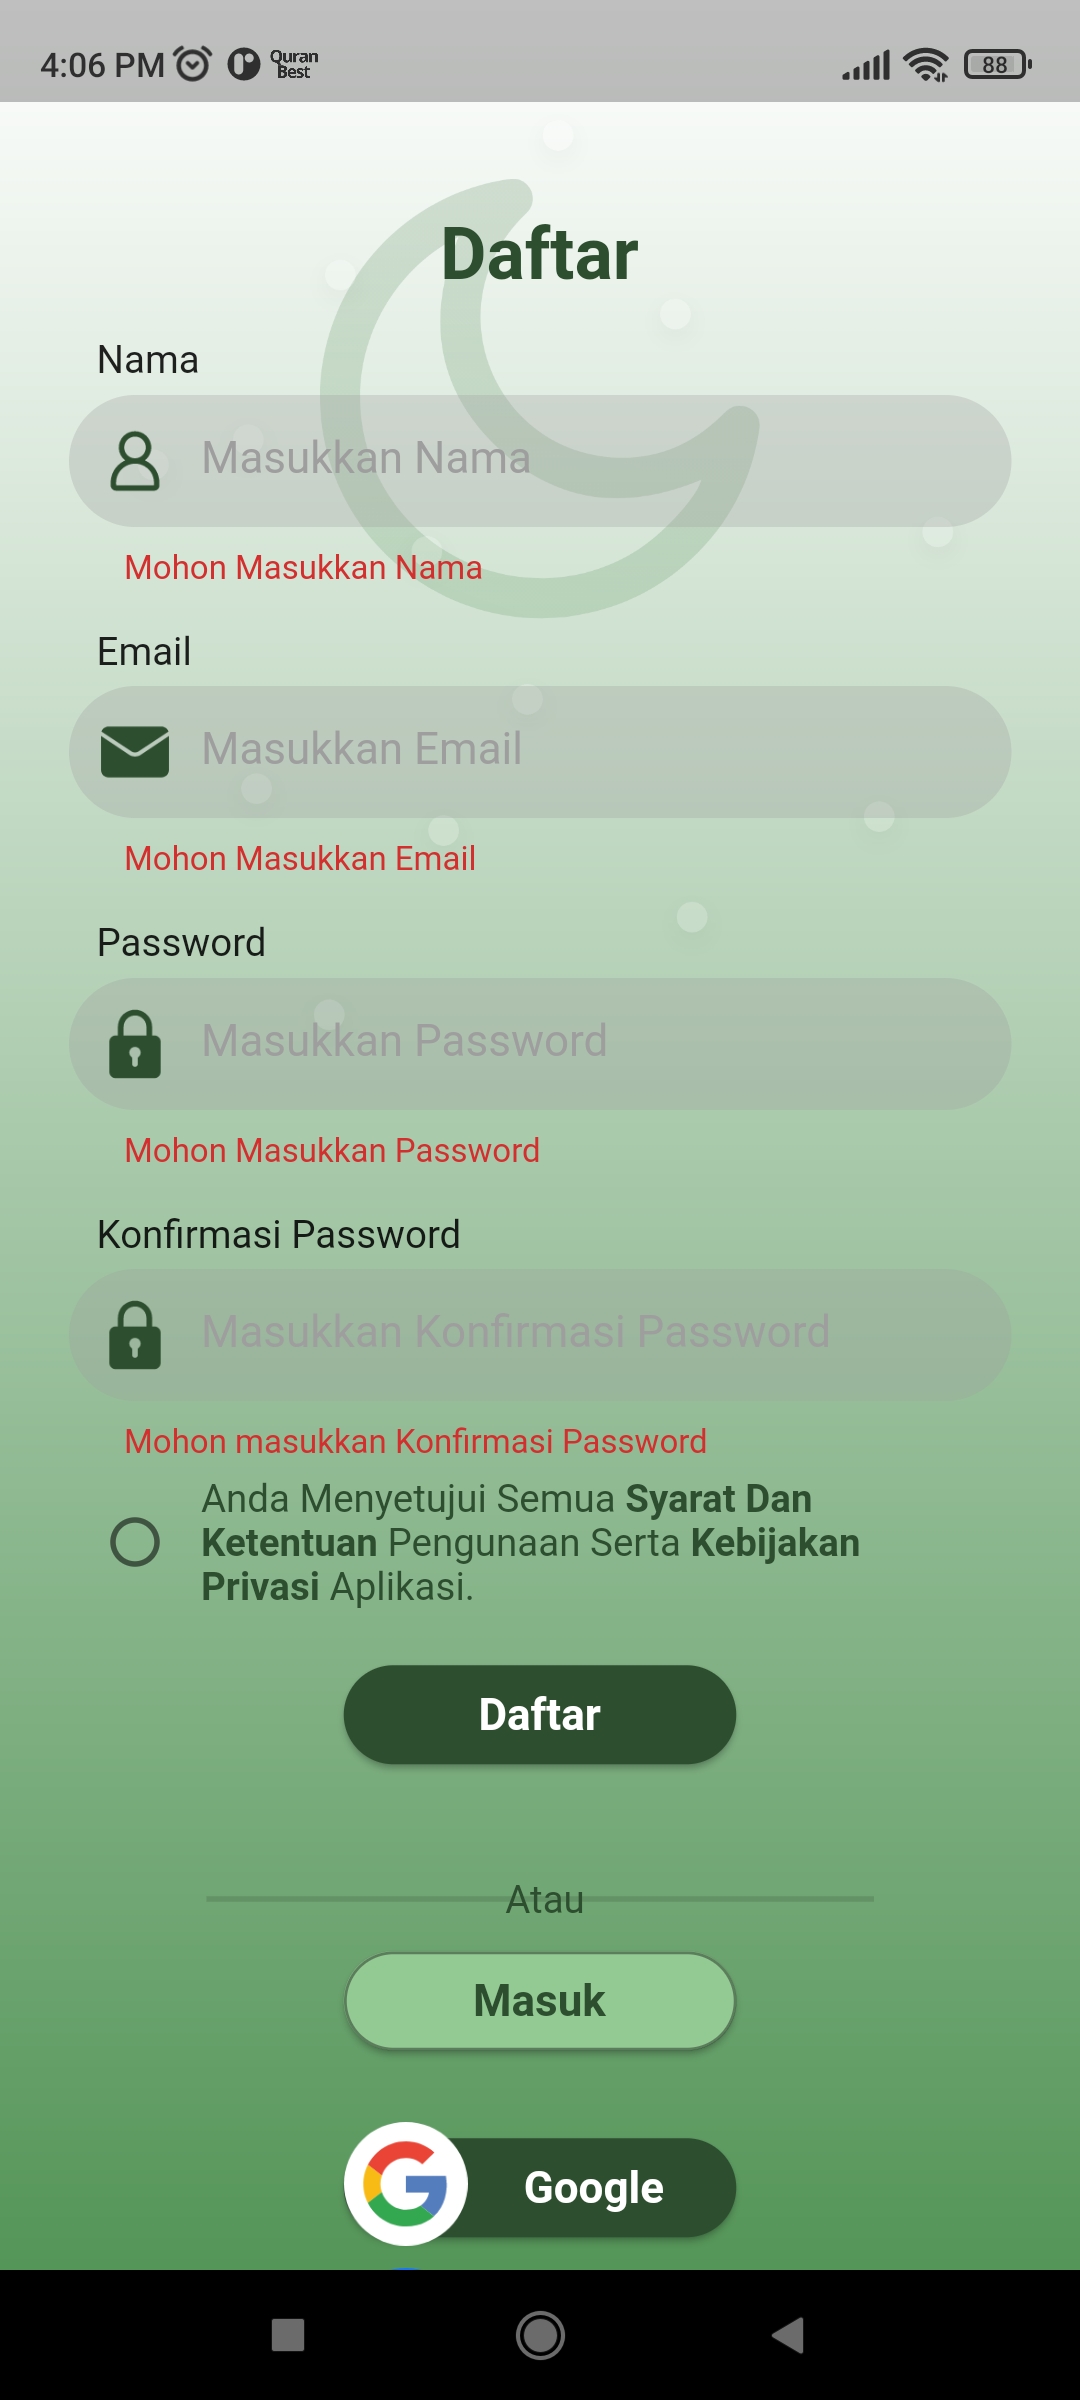 4:06 PM
Quran
Best
88
Daftar
Nama
Masukkan Nama
Mohon Masukkan Nama
Email
Masukkan Email
Mohon Masukkan Email
Password
Masukkan Password
Mohon Masukkan Password
Konfirmasi Password
Masukkan Konfirmasi Password
Mohon masukkan Konfirmasi Password
Anda Menyetujui Semua Syarat Dan
Ketentuan Pengunaan Serta Kebijakan
Privasi Aplikasi.
Daftar
Atau
Masuk
Google